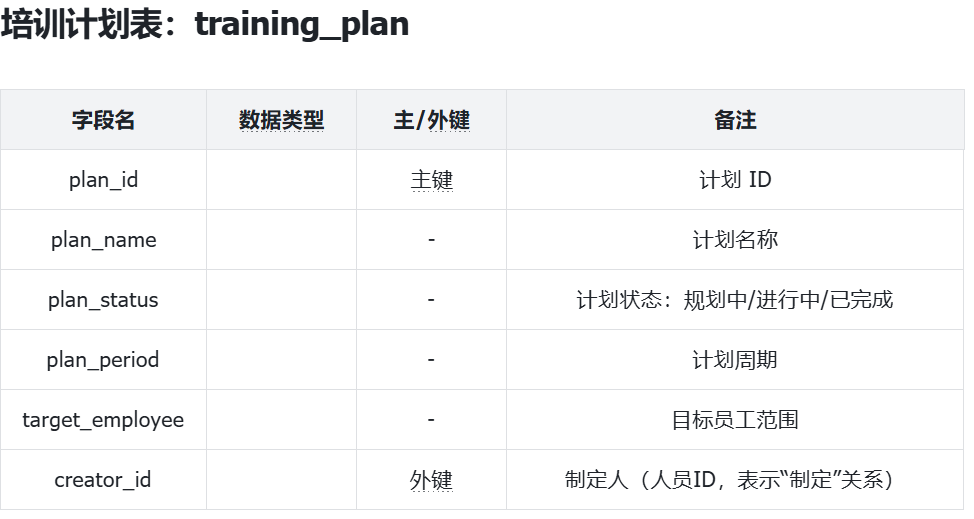 培训计划表：training_plan
字段名 数据类型 主/外键 备注
plan_id 主键 计划 ID
plan_name - 计划名称
plan_status - 计划状态：规划中/进行中/已完成
plan_period - 计划周期
target_employee - 目标员工范围
creator_id 外键 制定人（人员ID，表示“制定”关系）